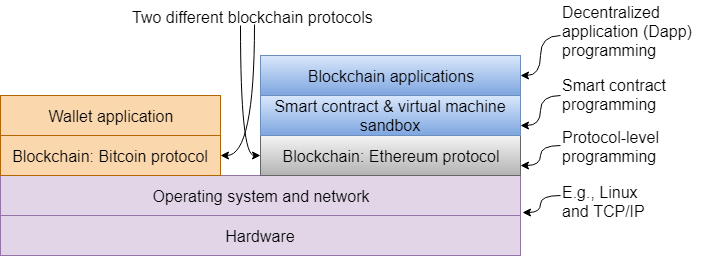 Two different blockchain protocols
Decentralized
application (Dapp)
programming
Blockchain applications
Smart contract
programming
Wallet application
Smart contract & virtual machine
sandbox
Protocol-level
programming
Blockchain: Bitcoin protocol
Blockchain: Ethereum protocol
Operating system and network
E.g., Linux
and TCP/IP
Hardware